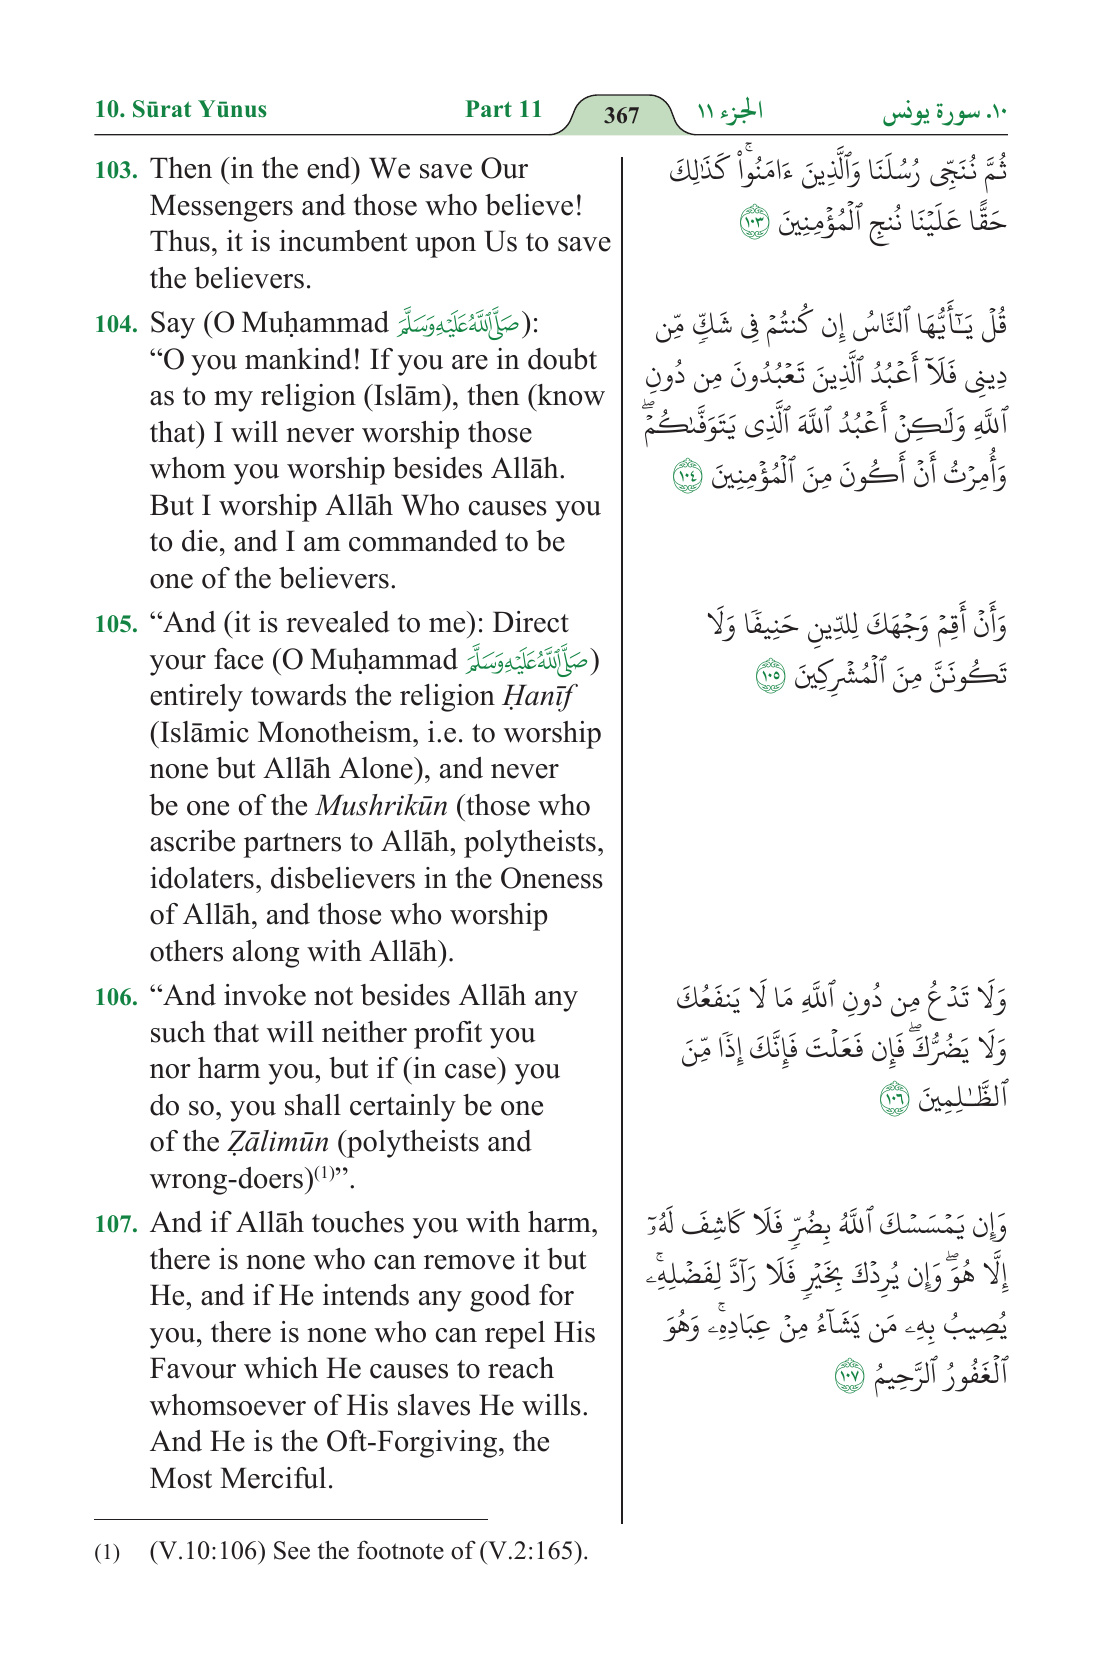 10. Sūrat Yūnus Part 11 367 الجزء ١١ ١٠. سورة يونس
103. Then (in the end) We save Our
Messengers and those who believe!
Thus, it is incumbent upon Us to save
the believers.
ثُمَّ نُنَجِّى رُسُلَنَا وَٱلَّذِينَ ءَامَنُوا۟ ۚ كَذَٰلِكَ
حَقًّا عَلَيْنَا نُنجِ ٱلْمُؤْمِنِينَ ١٠٣
104. Say (O Muḥammad ﷺ):
“O you mankind! If you are in doubt
as to my religion (Islām), then (know
that) I will never worship those
whom you worship besides Allāh.
But I worship Allāh Who causes you
to die, and I am commanded to be
one of the believers.
قُلْ يَـٰٓأَيُّهَا ٱلنَّاسُ إِن كُنتُمْ فِى شَكٍّ مِّن
دِينِى فَلَآ أَعْبُدُ ٱلَّذِينَ تَعْبُدُونَ مِن دُونِ
ٱللَّهِ وَلَـٰكِنْ أَعْبُدُ ٱللَّهَ ٱلَّذِى يَتَوَفَّىٰكُمْ ۖ
وَأُمِرْتُ أَنْ أَكُونَ مِنَ ٱلْمُؤْمِنِينَ ١٠٤
105. “And (it is revealed to me): Direct
your face (O Muḥammad ﷺ)
entirely towards the religion Ḥanīf
(Islāmic Monotheism, i.e. to worship
none but Allāh Alone), and never
be one of the Mushrikūn (those who
ascribe partners to Allāh, polytheists,
idolaters, disbelievers in the Oneness
of Allāh, and those who worship
others along with Allāh).
وَأَنْ أَقِمْ وَجْهَكَ لِلدِّينِ حَنِيفًا وَلَا
تَكُونَنَّ مِنَ ٱلْمُشْرِكِينَ ١٠٥
106. “And invoke not besides Allāh any
such that will neither profit you
nor harm you, but if (in case) you
do so, you shall certainly be one
of the Ẓālimūn (polytheists and
wrong-doers)(1)”.
وَلَا تَدْعُ مِن دُونِ ٱللَّهِ مَا لَا يَنفَعُكَ
وَلَا يَضُرُّكَ ۖ فَإِن فَعَلْتَ فَإِنَّكَ إِذًا مِّنَ
ٱلظَّـٰلِمِينَ ١٠٦
107. And if Allāh touches you with harm,
there is none who can remove it but
He, and if He intends any good for
you, there is none who can repel His
Favour which He causes to reach
whomsoever of His slaves He wills.
And He is the Oft-Forgiving, the
Most Merciful.
وَإِن يَمْسَسْكَ ٱللَّهُ بِضُرٍّ فَلَا كَاشِفَ لَهُۥٓ
إِلَّا هُوَ ۖ وَإِن يُرِدْكَ بِخَيْرٍ فَلَا رَآدَّ لِفَضْلِهِۦ ۚ
يُصِيبُ بِهِۦ مَن يَشَآءُ مِنْ عِبَادِهِۦ ۚ وَهُوَ
ٱلْغَفُورُ ٱلرَّحِيمُ ١٠٧
(1) (V.10:106) See the footnote of (V.2:165).